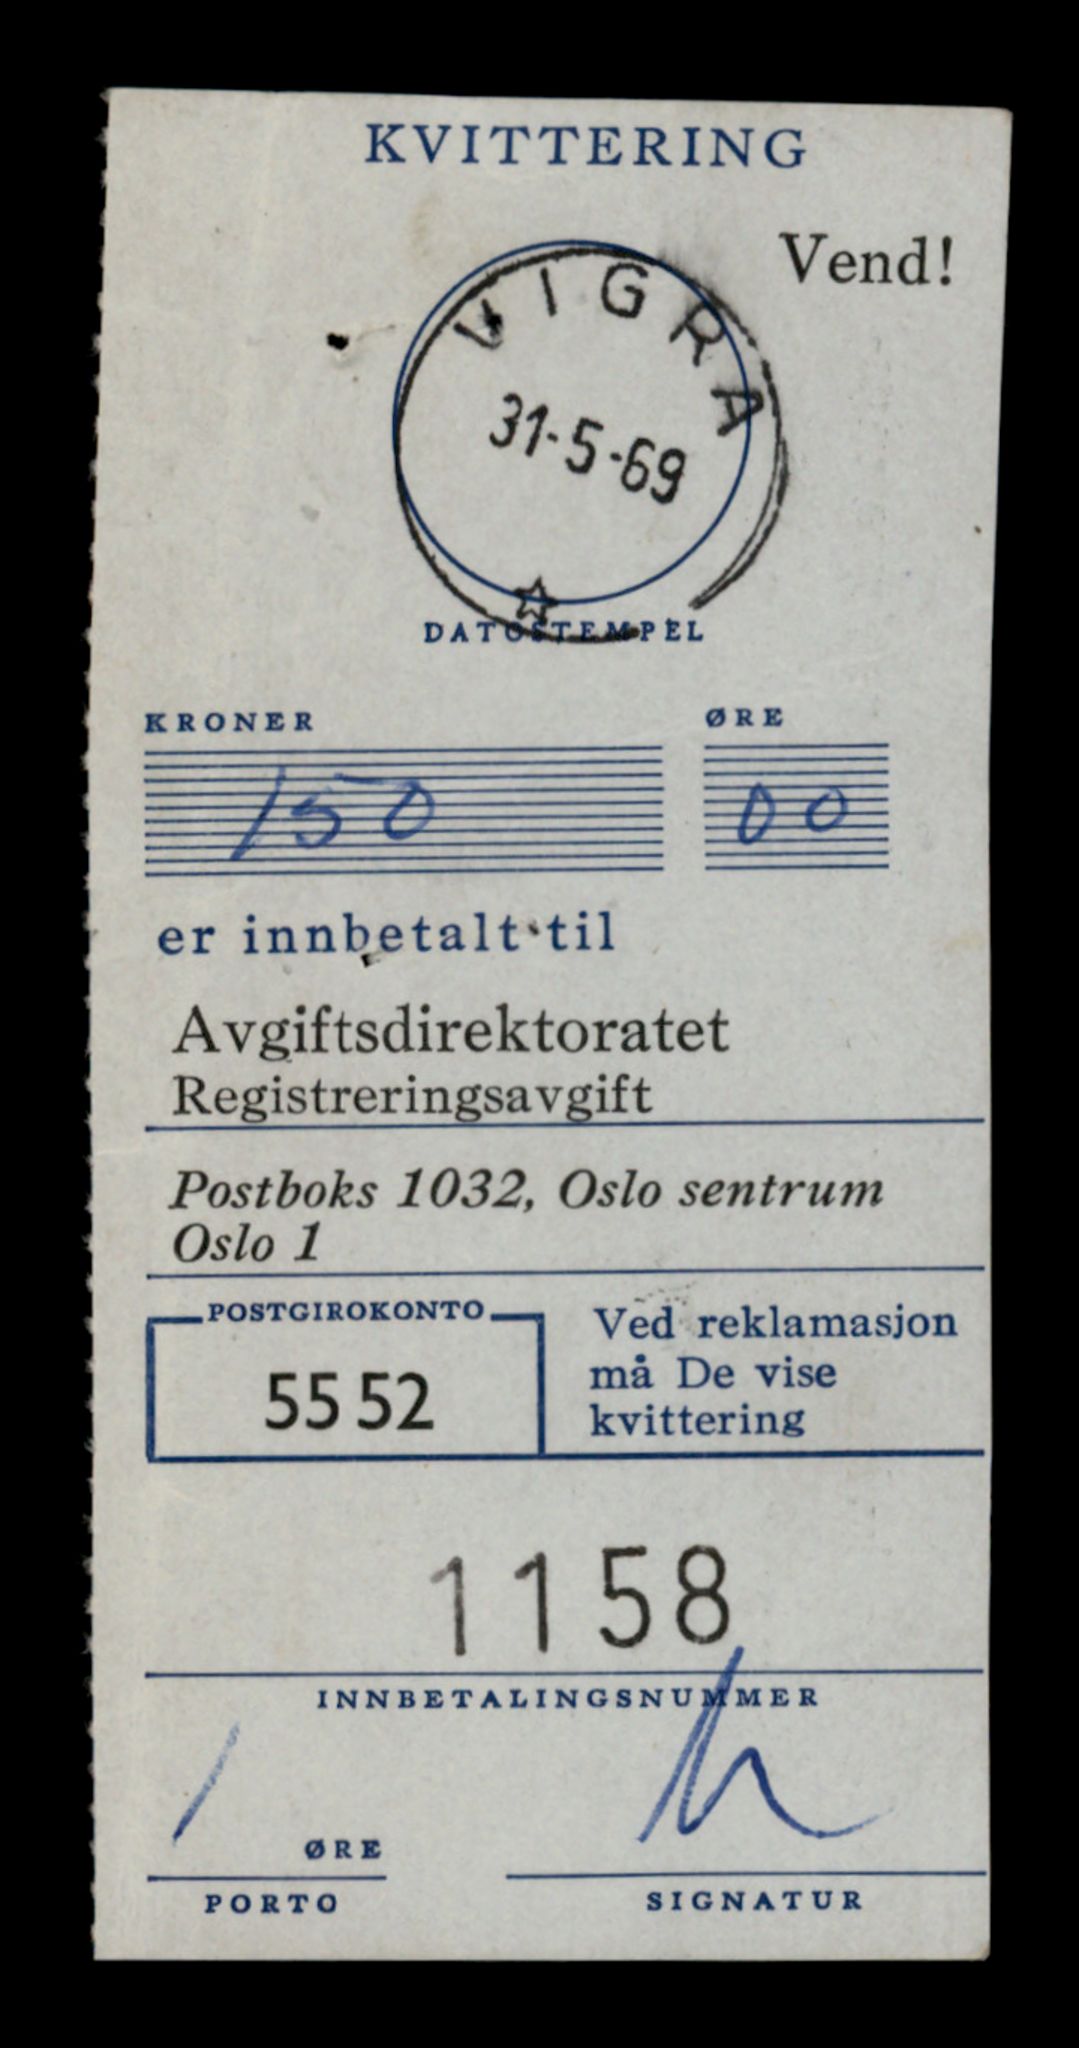 KVITTERING
Vend!
VIGRA
31-5-69
DATOSTEMPEL
KRONER ØRE
150 00
er innbetalt til
Avgiftsdirektoratet
Registreringsavgift
Postboks 1032, Oslo sentrum
Oslo 1
POSTGIROKONTO
5552
Ved reklamasjon
må De vise
kvittering
1158
INNBETALINGSNUMMER
ØRE
PORTO
SIGNATUR